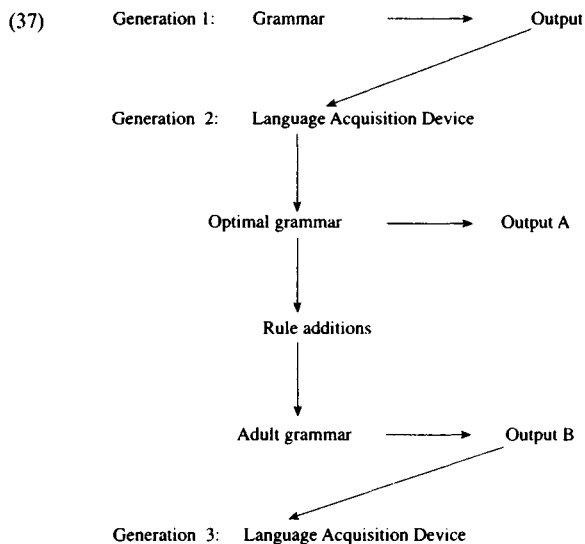 (37) Generation 1: Grammar Output
Generation 2: Language Acquisition Device
Optimal grammar Output A
Rule additions
Adult grammar Output B
Generation 3: Language Acquisition Device